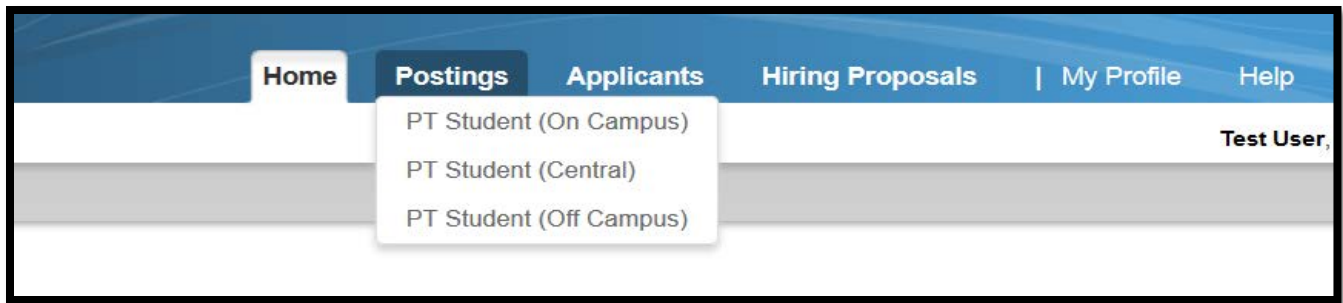 Home Postings Applicants Hiring Proposals | My Profile Help
PT Student (On Campus)
Test User,
PT Student (Central)
PT Student (Off Campus)